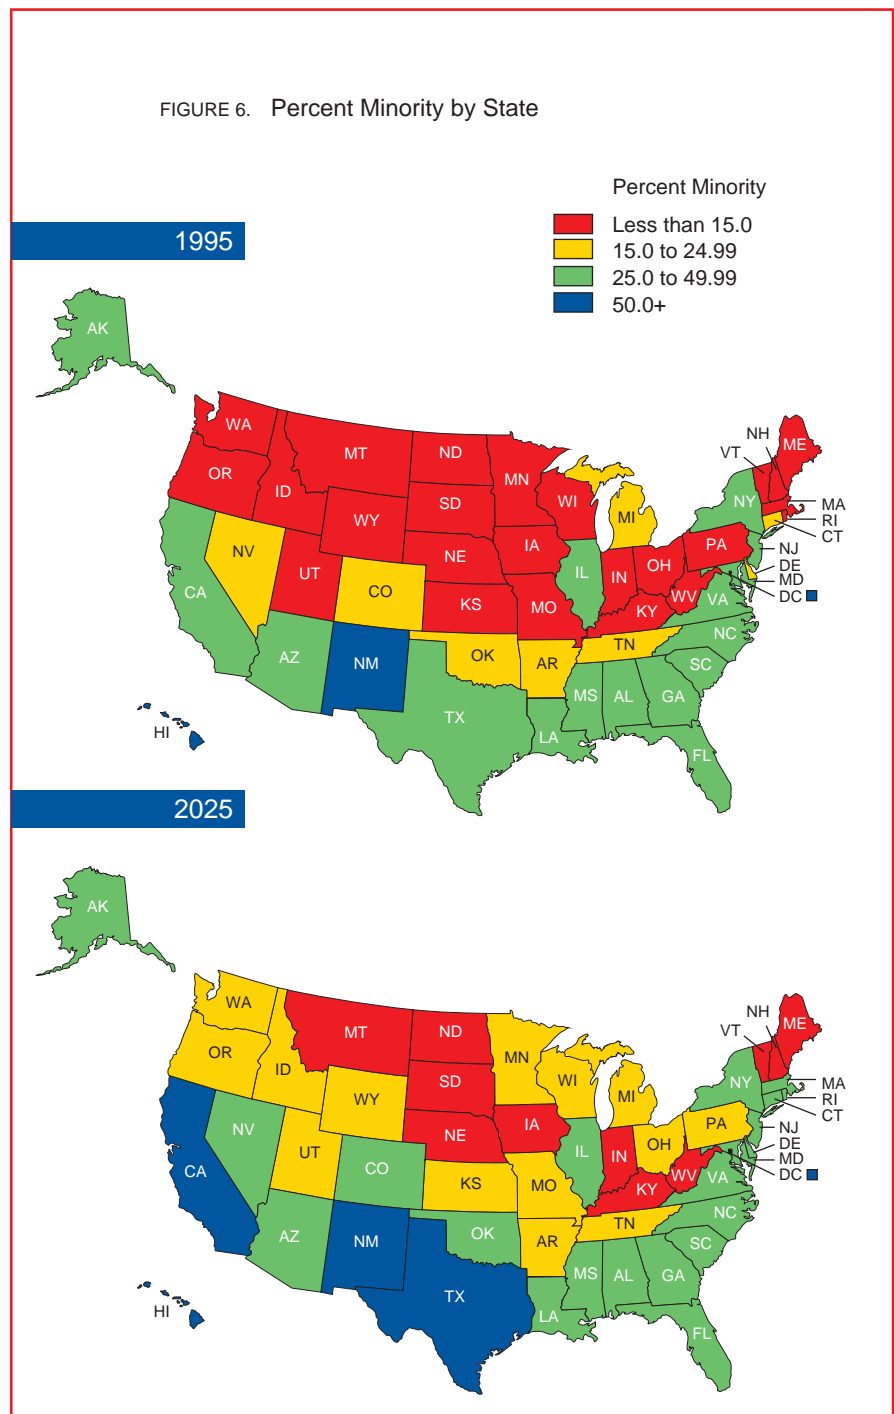 FIGURE 6. Percent Minority by State
Percent Minority
Less than 15.0
15.0 to 24.99
25.0 to 49.99
50.0+
1995
AK
WA
MT
ND
MN
OR
ID
WY
SD
WI
MI
NH
VT
ME
NY
MA
RI
CT
NV
UT
CO
NE
IA
IL
IN
OH
PA
NJ
DE
MD
DC
CA
KS
MO
KY
WV
VA
AZ
NM
OK
AR
TN
NC
SC
HI
TX
LA
MS
AL
GA
FL
2025
AK
WA
MT
ND
MN
OR
ID
WY
SD
WI
MI
NH
VT
ME
NY
MA
RI
CT
NV
UT
CO
NE
IA
IL
IN
OH
PA
NJ
DE
MD
DC
CA
KS
MO
KY
WV
VA
AZ
NM
OK
AR
TN
NC
SC
HI
TX
LA
MS
AL
GA
FL